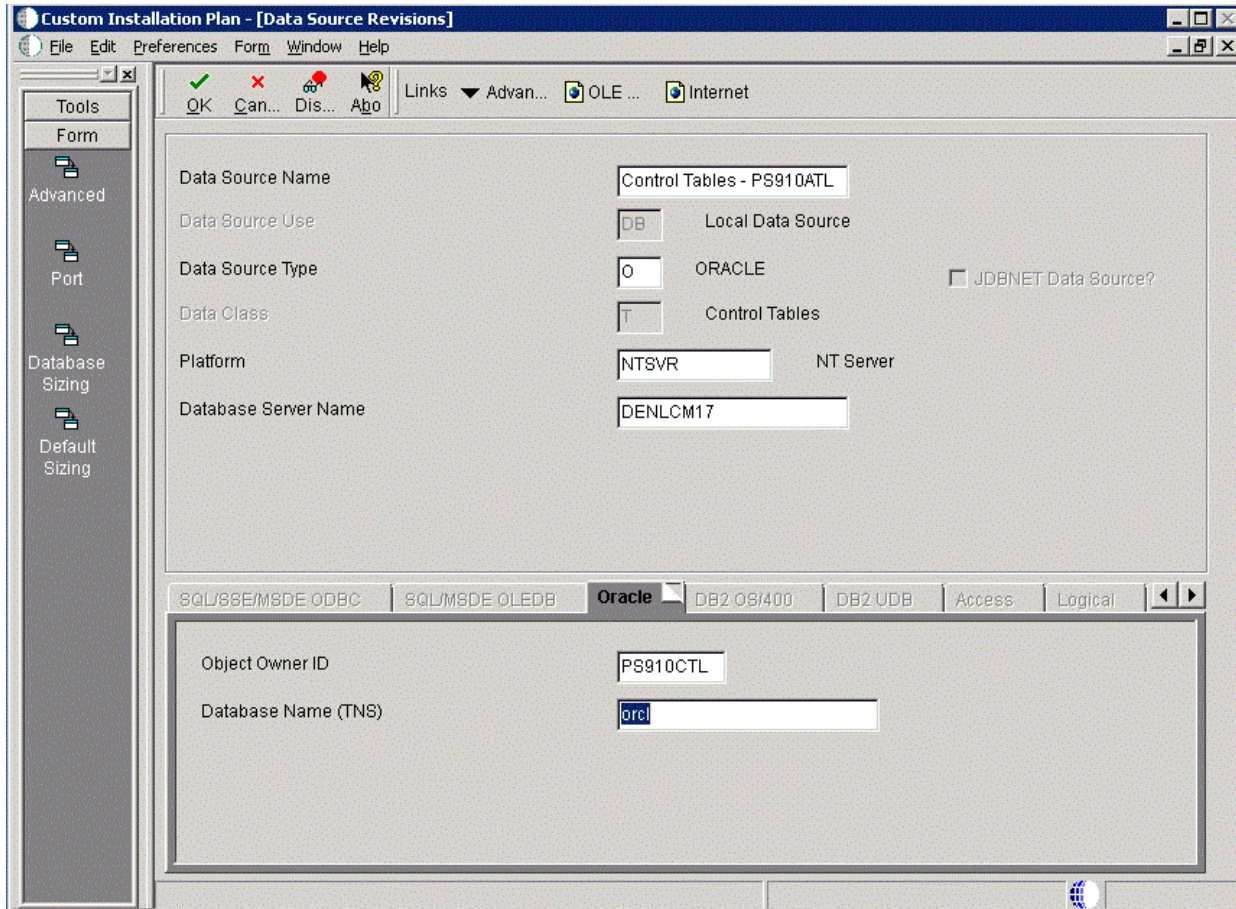 Custom Installation Plan - [Data Source Revisions]
File Edit Preferences Form Window Help
Tools
Form
Advanced
Port
Database
Sizing
Default
Sizing
OK Can... Dis... Abo Links Advan... OLE ... Internet
Data Source Name Control Tables - PS910ATL
Data Source Use DB Local Data Source
Data Source Type O ORACLE JDBNET Data Source?
Data Class T Control Tables
Platform NTSVR NT Server
Database Server Name DENLCM17
SQL/SSE/MSDE ODBC SQL/MSDE OLEDB Oracle DB2 OS/400 DB2 UDB Access Logical
Object Owner ID PS910CTL
Database Name (TNS) orcl